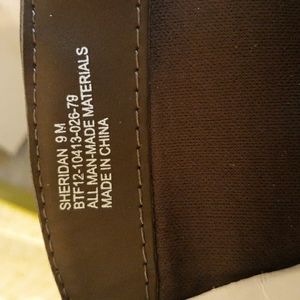 SHERIDAN 9 M
BTF12-10413-026-79
ALL MAN-MADE MATERIALS
MADE IN CHINA